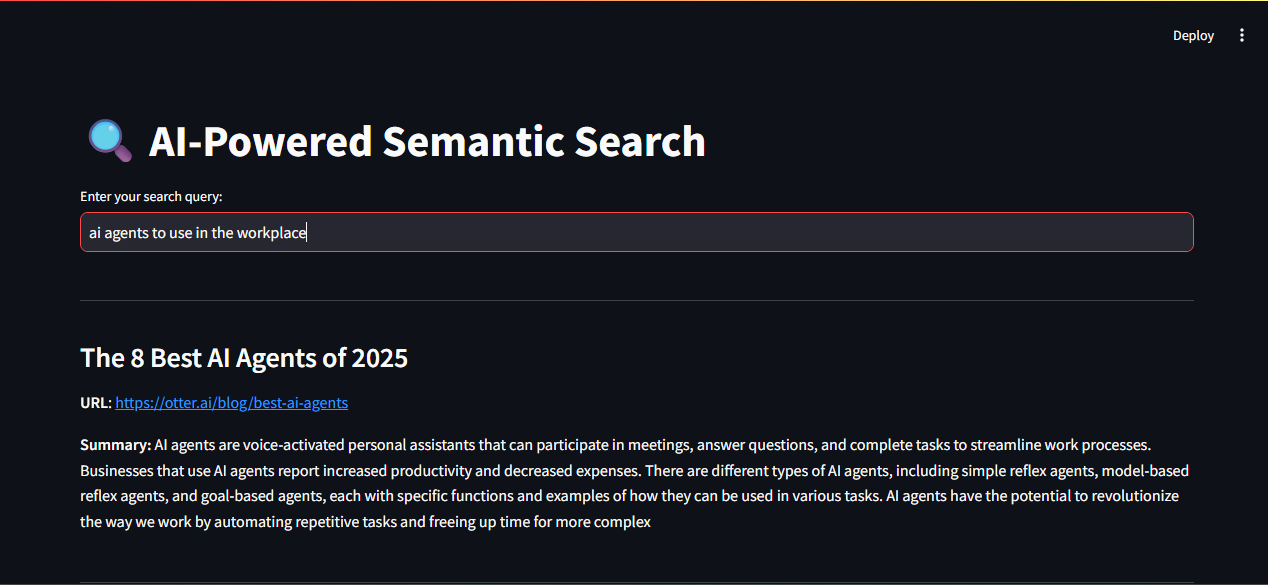 Deploy
AI-Powered Semantic Search
Enter your search query:
ai agents to use in the workplace
The 8 Best AI Agents of 2025
URL: https://otter.ai/blog/best-ai-agents
Summary: AI agents are voice-activated personal assistants that can participate in meetings, answer questions, and complete tasks to streamline work processes.
Businesses that use AI agents report increased productivity and decreased expenses. There are different types of AI agents, including simple reflex agents, model-based
reflex agents, and goal-based agents, each with specific functions and examples of how they can be used in various tasks. AI agents have the potential to revolutionize
the way we work by automating repetitive tasks and freeing up time for more complex